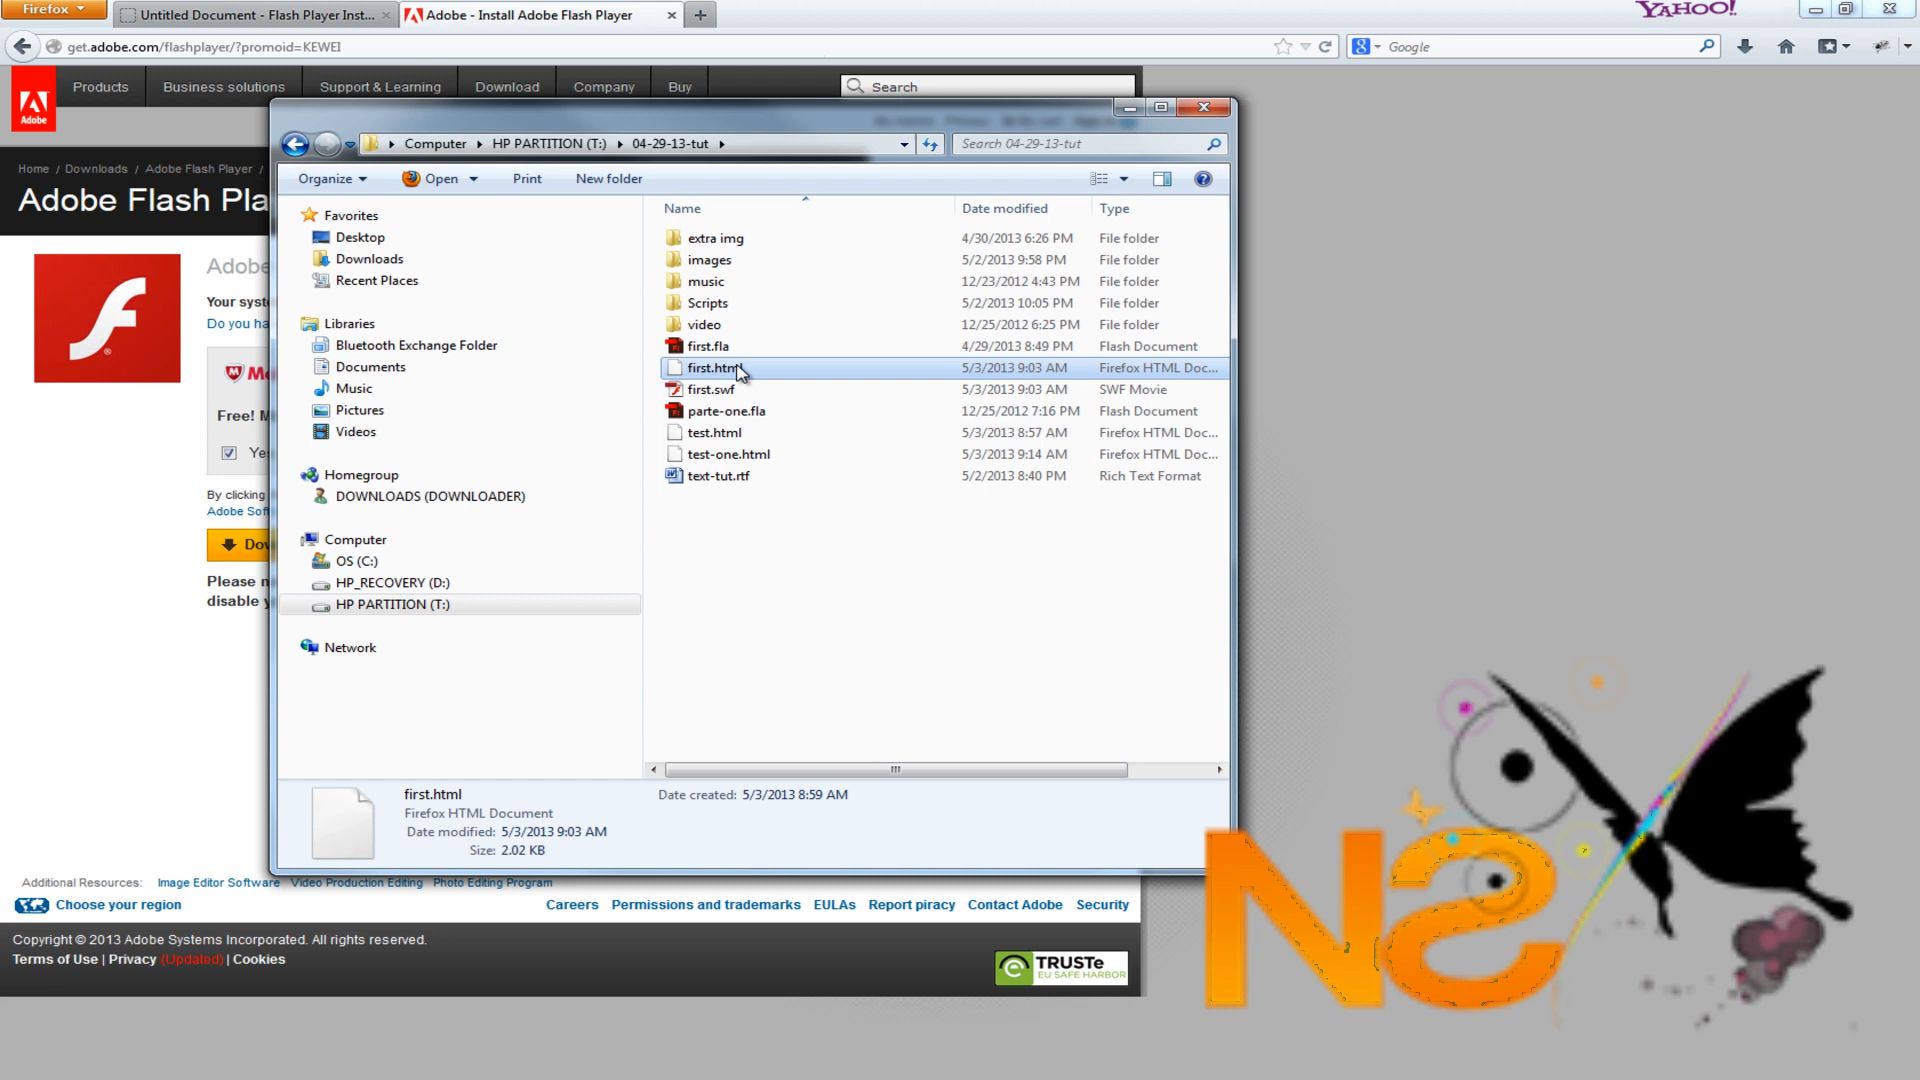 Firefox
Untitled Document - Flash Player Inst...
Adobe - Install Adobe Flash Player
YAHOO!
get.adobe.com/flashplayer/?promoid=KEWEI
Google
Adobe
Products
Business solutions
Support & Learning
Download
Company
Buy
Search
Home / Downloads / Adobe Flash Player /
Adobe Flash Pla
Adobe
Your syst
Do you ha
Free! M
Ye
By clicking
Adobe Soft
Dow
Please n
disable y
Computer
HP PARTITION (T:)
04-29-13-tut
Search 04-29-13-tut
Organize
Open
Print
New folder
Favorites
Desktop
Downloads
Recent Places
Libraries
Bluetooth Exchange Folder
Documents
Music
Pictures
Videos
Homegroup
DOWNLOADS (DOWNLOADER)
Computer
OS (C:)
HP_RECOVERY (D:)
HP PARTITION (T:)
Network
Name Date modified Type
extra img 4/30/2013 6:26 PM File folder
images 5/2/2013 9:58 PM File folder
music 12/23/2012 4:43 PM File folder
Scripts 5/2/2013 10:05 PM File folder
video 12/25/2012 6:25 PM File folder
first.fla 4/29/2013 8:49 PM Flash Document
first.html 5/3/2013 9:03 AM Firefox HTML Doc...
first.swf 5/3/2013 9:03 AM SWF Movie
parte-one.fla 12/25/2012 7:16 PM Flash Document
test.html 5/3/2013 8:57 AM Firefox HTML Doc...
test-one.html 5/3/2013 9:14 AM Firefox HTML Doc...
text-tut.rtf 5/2/2013 8:40 PM Rich Text Format
first.html
Firefox HTML Document
Date modified: 5/3/2013 9:03 AM
Size: 2.02 KB
Date created: 5/3/2013 8:59 AM
Additional Resources: Image Editor Software Video Production Editing Photo Editing Program
Choose your region
Careers Permissions and trademarks EULAs Report piracy Contact Adobe Security
Copyright © 2013 Adobe Systems Incorporated. All rights reserved.
Terms of Use | Privacy (Updated) | Cookies
TRUSTe
EU SAFE HARBOR